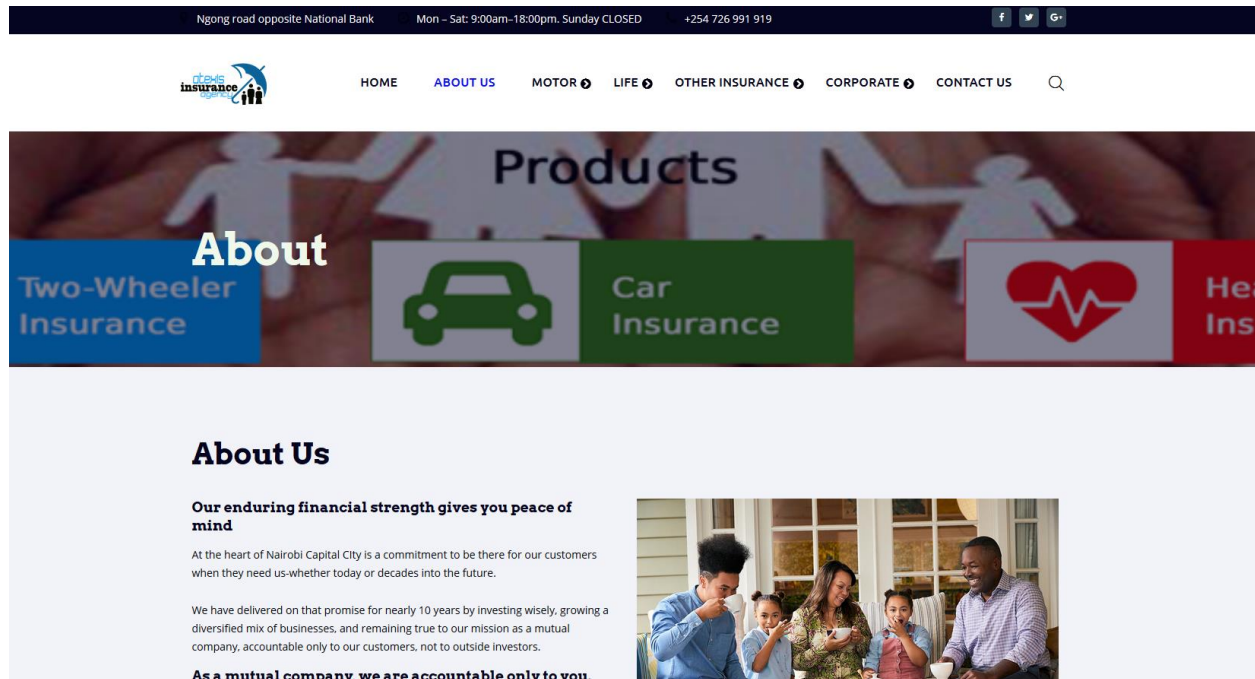 Ngong road opposite National Bank
Mon – Sat: 9:00am–18:00pm. Sunday CLOSED
+254 726 991 919
f
G+
atexis
insurance
agency
HOME
ABOUT US
MOTOR
LIFE
OTHER INSURANCE
CORPORATE
CONTACT US
Products
About
Two-Wheeler
Insurance
Car
Insurance
Hea
Ins
About Us
Our enduring financial strength gives you peace of
mind
At the heart of Nairobi Capital CIty is a commitment to be there for our customers
when they need us-whether today or decades into the future.
We have delivered on that promise for nearly 10 years by investing wisely, growing a
diversified mix of businesses, and remaining true to our mission as a mutual
company, accountable only to our customers, not to outside investors.
As a mutual company, we are accountable only to you.